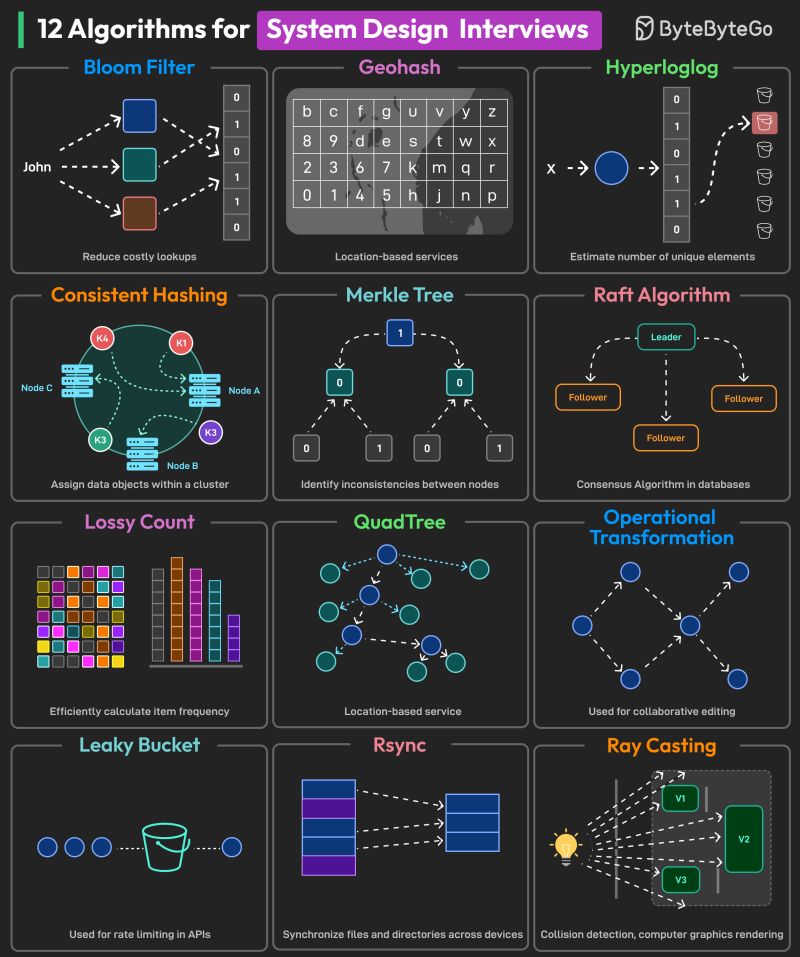 12 Algorithms for System Design Interviews
ByteByteGo
Bloom Filter
John
0
1
0
1
1
0
Reduce costly lookups
Geohash
b c f g u v y z
8 9 d e s t w x
2 3 6 7 k m q r
0 1 4 5 h j n p
Location-based services
Hyperloglog
x
0
1
0
1
1
0
Estimate number of unique elements
Consistent Hashing
K4
K1
Node C
Node A
K3
K3
Node B
Assign data objects within a cluster
Merkle Tree
1
0 0
0 1 0 1
Identify inconsistencies between nodes
Raft Algorithm
Leader
Follower
Follower
Follower
Consensus Algorithm in databases
Lossy Count
Efficiently calculate item frequency
QuadTree
Location-based service
Operational
Transformation
Used for collaborative editing
Leaky Bucket
Used for rate limiting in APIs
Rsync
Synchronize files and directories across devices
Ray Casting
V1
V2
V3
Collision detection, computer graphics rendering